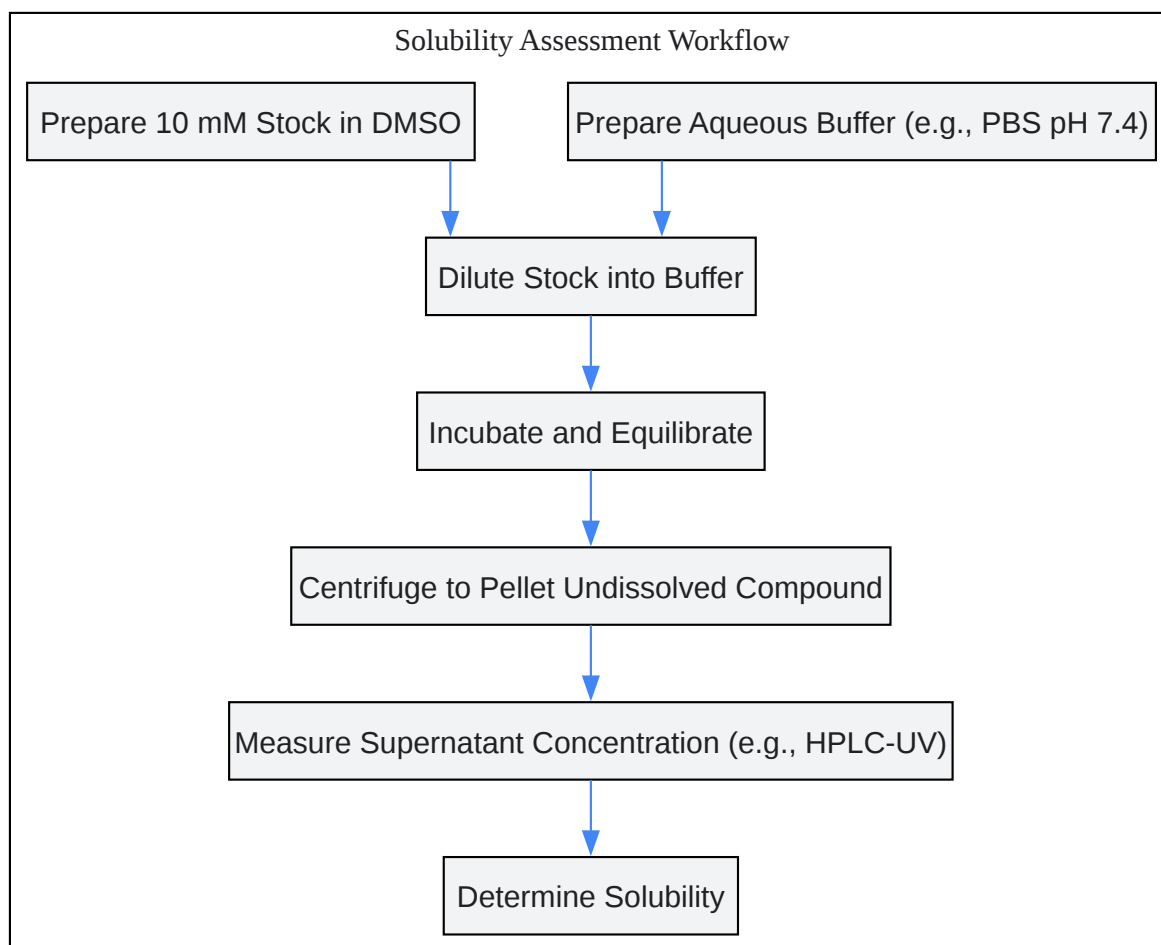 Solubility Assessment Workflow
Prepare 10 mM Stock in DMSO
Prepare Aqueous Buffer (e.g., PBS pH 7.4)
Dilute Stock into Buffer
Incubate and Equilibrate
Centrifuge to Pellet Undissolved Compound
Measure Supernatant Concentration (e.g., HPLC-UV)
Determine Solubility